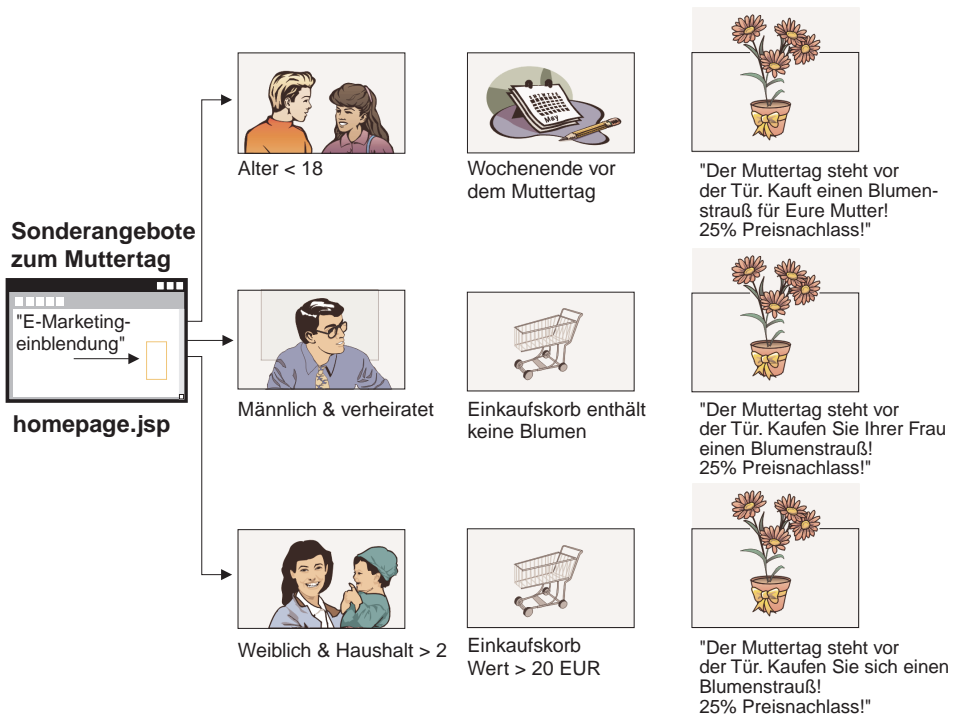 Alter < 18
Wochenende vor
dem Muttertag
"Der Muttertag steht vor
der Tür. Kauft einen Blumen-
strauß für Eure Mutter!
25% Preisnachlass!"
May
Sonderangebote
zum Muttertag
"E-Marketing-
einblendung"
homepage.jsp
Männlich & verheiratet
Einkaufskorb enthält
keine Blumen
"Der Muttertag steht vor
der Tür. Kaufen Sie Ihrer Frau
einen Blumenstrauß!
25% Preisnachlass!"
Weiblich & Haushalt > 2
Einkaufskorb
Wert > 20 EUR
"Der Muttertag steht vor
der Tür. Kaufen Sie sich einen
Blumenstrauß!
25% Preisnachlass!"